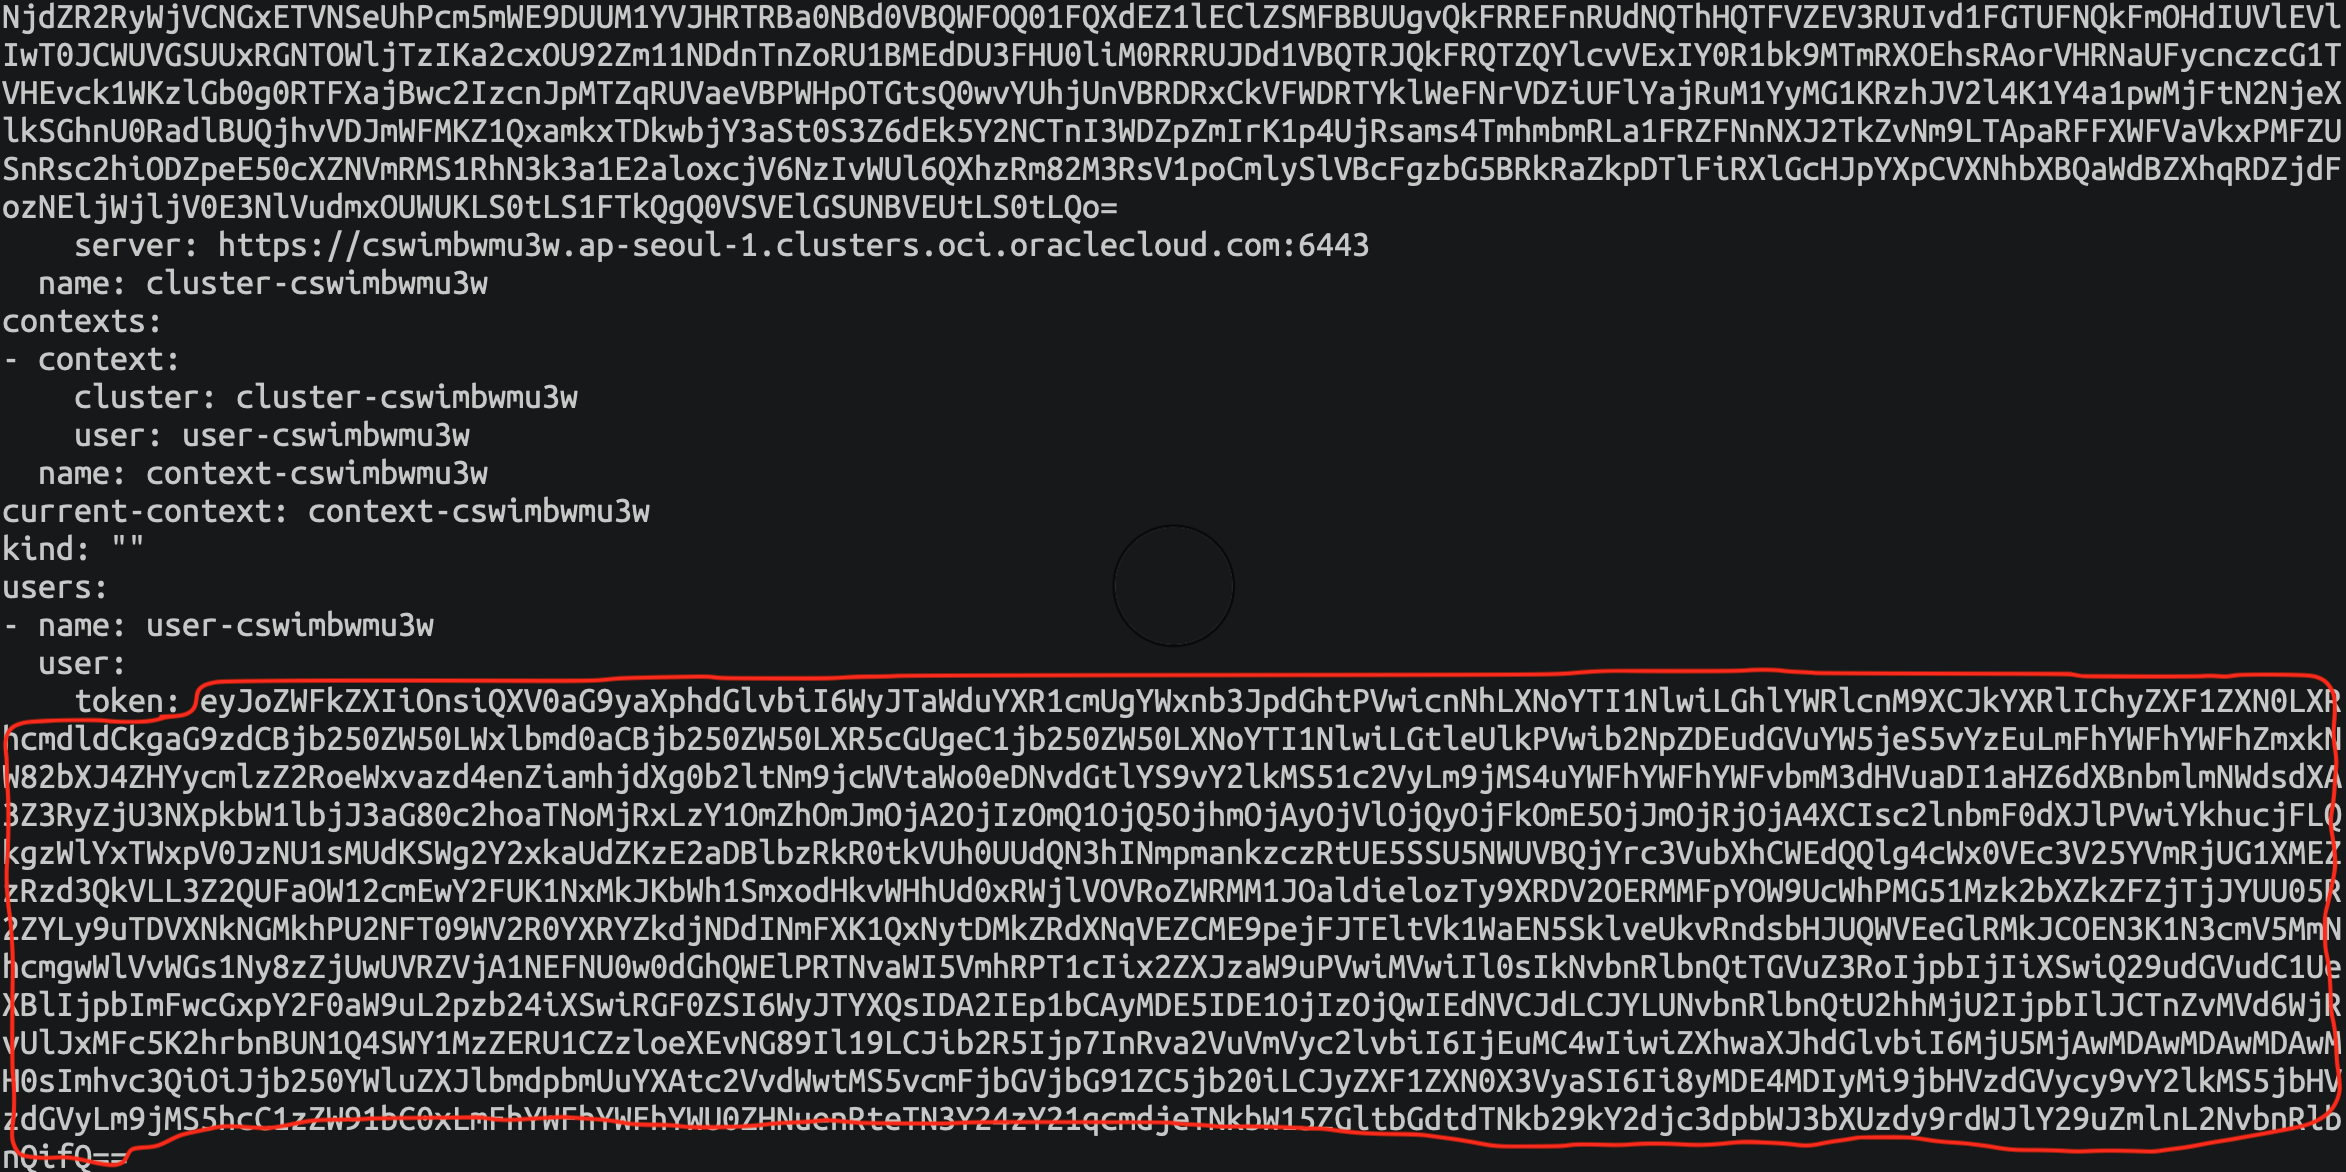 NjdZR2RyWjVCNGxETVNSeUhPcm5mWE9DUUM1YVJHRTRBa0NBd0VBQWFOQ01FQXdEZ1lEClZSMFBBUUgvQkFRREFnRUdNQThHQTFVZEV3RUIvd1FGTUFNQkFmOHdIUVlEVl
IwT0JCWUVGSUUxRGNTOWljTzIKa2cxOU92Zm11NDdnTnZoRU1BMEdDU3FHU0liM0RRRUJDd1VBQTRJQkFRQTZQYlcvVExIY0R1bk9MTmRXOEhsRAorVHRNaUFycnczcG1T
VHEvck1WKzlGb0g0RTFXajBwc2IzcnJpMTZqRUVaeVBPWHpOTGtsQ0wvYUhjUnVBRDRxCkVFWDRTYklWeFNrVDZiUFlYajRuM1YyMG1KRzhJV2l4K1Y4a1pwMjFtN2NjeX
lkSGhnU0RadlBUQjhvVDJmWFMKZ1QxamkxTDkwbjY3aSt0S3Z6dEk5Y2NCTnI3WDZpZmIrK1p4UjRsams4TmhmbmRLa1FRZFNnNXJ2TkZvNm9LTApaRFFXWFVaVkxPMFZU
SnRsc2hiODZpeE50cXZNVmRMS1RhN3k3a1E2aloxcjV6NzIvWUl6QXhzRm82M3RsV1poCmlySlVBcFgzbG5BRkRaZkpDTlFiRXlGcHJpYXpCVXNhbXBQaWdBZXhqRDZjdF
ozNEljWjljV0E3NlVudmxOUWUKLS0tLS1FTkQgQ0VSVElGSUNBVEUtLS0tLQo=
server: https://cswimbwmu3w.ap-seoul-1.clusters.oci.oraclecloud.com:6443
name: cluster-cswimbwmu3w
contexts:
- context:
cluster: cluster-cswimbwmu3w
user: user-cswimbwmu3w
name: context-cswimbwmu3w
current-context: context-cswimbwmu3w
kind: ""
users:
- name: user-cswimbwmu3w
user:
token: eyJoZWFkZXIiOnsiQXV0aG9yaXphdGlvbiI6WyJTaWduYXR1cmUgYWxnb3JpdGhtPVwicnNhLXNoYTI1NlwiLGhlYWRlcnM9XCJkYXRlIChyZXF1ZXN0LXR
hcmdldCkgaG9zdCBjb250ZW50LWxlbmd0aCBjb250ZW50LXR5cGUgeC1jb250ZW50LXNoYTI1NlwiLGtleUlkPVwib2NpZDEudGVuYW5jeS5vYzEuLmFhYWFhYWFhZmxkN
W82bXJ4ZHYycmlzZ2RoeWxvazd4enZiamhjdXg0b2ltNm9jcWVtaWo0eDNvdGtlYS9vY2lkMS51c2VyLm9jMS4uYWFhYWFhYWFvbmM3dHVuaDI1aHZ6dXBnbmlmNWdsdXA
3Z3RyZjU3NXpkbW1lbjJ3aG80c2hoaTNoMjRxLzY1OmZhOmJmOjA2OjIzOmQ1OjQ5OjhmOjAyOjVlOjQyOjFkOmE5OjJmOjRjOjA4XCIsc2lnbmF0dXJlPVwiYkhucjFLQ
kgzWlYxTWxpV0JzNU1sMUdKSWg2Y2xkaUdZKzE2aDBlbzRkR0tkVUh0UUdQN3hINmpmankzczRtUE5SSU5NWUVBQjYrc3VubXhCWEdQQlg4cWx0VEc3V25YVmRjUG1XMEZ
zRzd3QkVLL3Z2QUFaOW12cmEwY2FUK1NxMkJKbWh1SmxodHkvWHhUd0xRWjlVOVRoZWRMM1JOaldielozTy9XRDV2OERMMFpYOW9UcWhPMG51Mzk2bXZkZFZjTjJYUU05R
2ZYLy9uTDVXNkNGMkhPU2NFT09WV2R0YXRYZkdjNDdINmFXK1QxNytDMkZRdXNqVEZCME9pejFJTEltVk1WaEN5SklveUkvRndsbHJUQWVEeGlRMkJCOEN3K1N3cmV5MmN
hcmgwWlVvWGs1Ny8zZjUwUVRZVjA1NEFNU0w0dGhQWElPRTNvaWI5VmhRPT1cIix2ZXJzaW9uPVwiMVwiIl0sIkNvbnRlbnQtTGVuZ3RoIjpbIjIiXSwiQ29udGVudC1Ue
XBlIjpbImFwcGxpY2F0aW9uL2pzb24iXSwiRGF0ZSI6WyJTYXQsIDA2IEp1bCAyMDE5IDE1OjIzOjQwIEdNVCJdLCJYLUNvbnRlbnQtU2hhMjU2IjpbIlJCTnZvMVd6WjR
vUlJxMFc5K2hrbnBUN1Q4SWY1MzZERU1CZzloeXEvNG89Il19LCJib2R5Ijp7InRva2VuVmVyc2lvbiI6IjEuMC4wIiwiZXhwaXJhdGlvbiI6MjU5MjAwMDAwMDAwMDAwM
H0sImhvc3QiOiJjb250YWluZXJlbmdpbmUuYXAtc2VvdWwtMS5vcmFjbGVjbG91ZC5jb20iLCJyZXF1ZXN0X3VyaSI6Ii8yMDE4MDIyMi9jbHVzdGVycy9vY2lkMS5jbHV
zdGVyLm9jMS5hcC1zZW91bC0xLmFhYWFhYWFhYWU0ZHNuenRteTN3Y24zY21qcmdjeTNkbW15ZGltbGdtdTNkb29kY2djc3dpbWJ3bXUzdy9rdWJlY29uZmlnL2NvbnRlb
nQifQ==